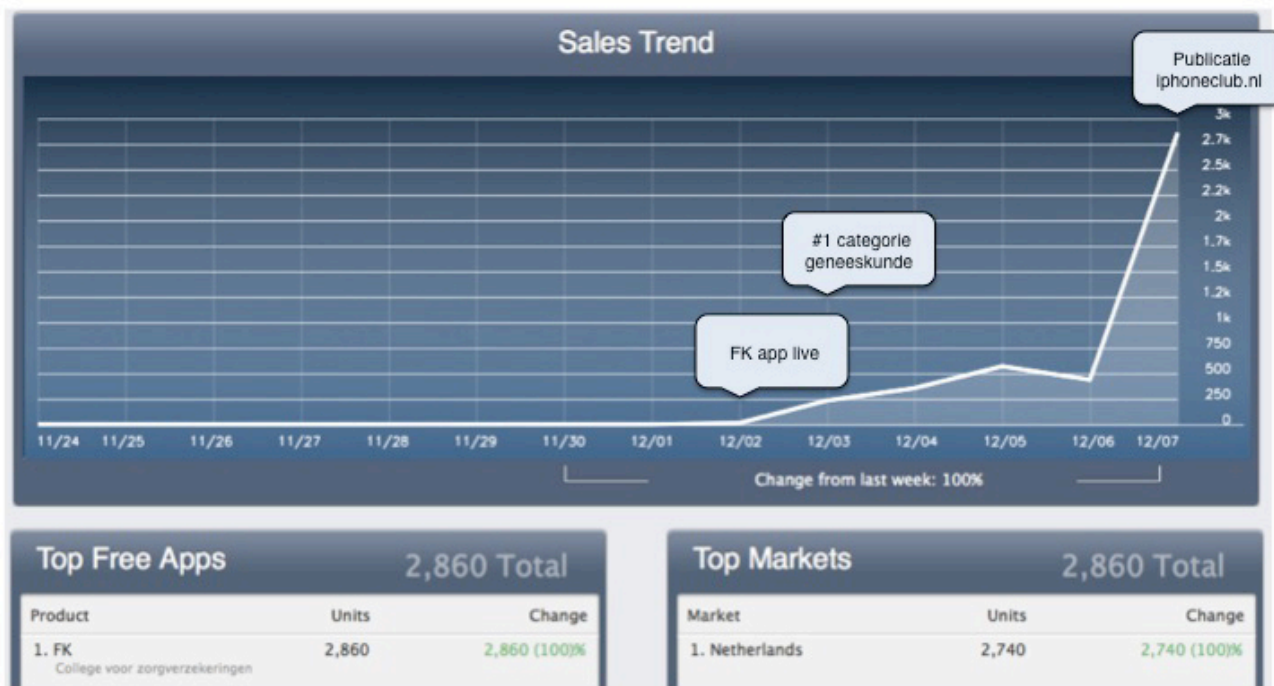 Sales Trend
Publicatie
iphoneclub.nl
3k
2.7k
2.5k
2.2k
2k
1.7k
1.5k
1.2k
1k
750
500
250
0
#1 categorie
geneeskunde
FK app live
11/24 11/25 11/26 11/27 11/28 11/29 11/30 12/01 12/02 12/03 12/04 12/05 12/06 12/07
Change from last week: 100%
Top Free Apps 2,860 Total
Product Units Change
1. FK 2,860 2,860 (100)%
College voor zorgverzekeringen
Top Markets 2,860 Total
Market Units Change
1. Netherlands 2,740 2,740 (100)%